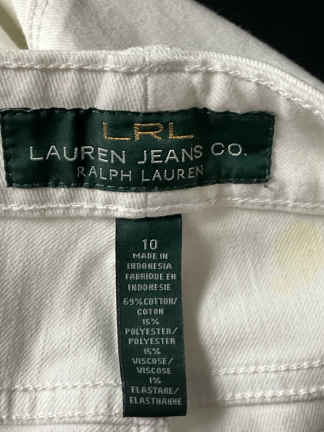 LRL
LAUREN JEANS CO.
RALPH LAUREN
10
MADE IN
INDONESIA
FABRIQUE EN
INDONESIE
69%COTTON/
COTON
15%
POLYESTER/
POLYESTER
15%
VISCOSE/
VISCOSE
1%
ELASTANE/
ELASTHANNE